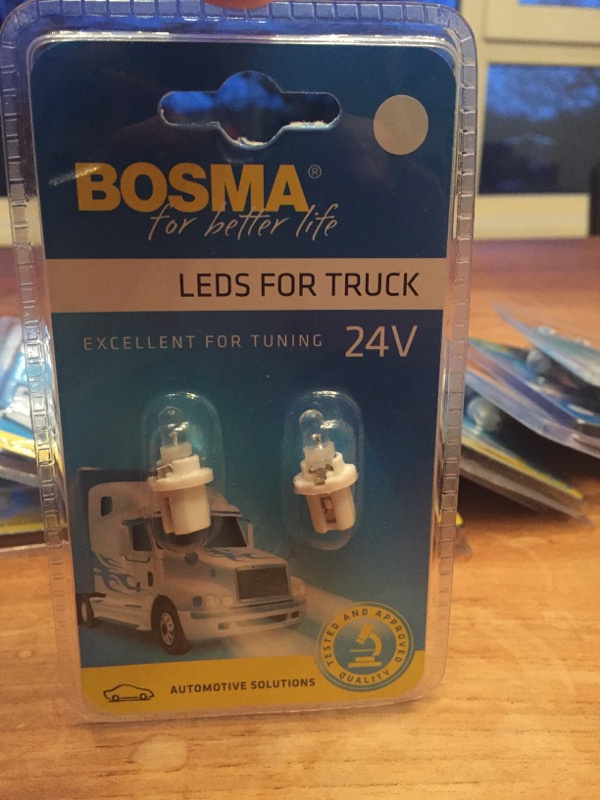 BOSMA®
for better life
LEDS FOR TRUCK
EXCELLENT FOR TUNING 24V
TESTED AND APPROVED
QUALITY
AUTOMOTIVE SOLUTIONS